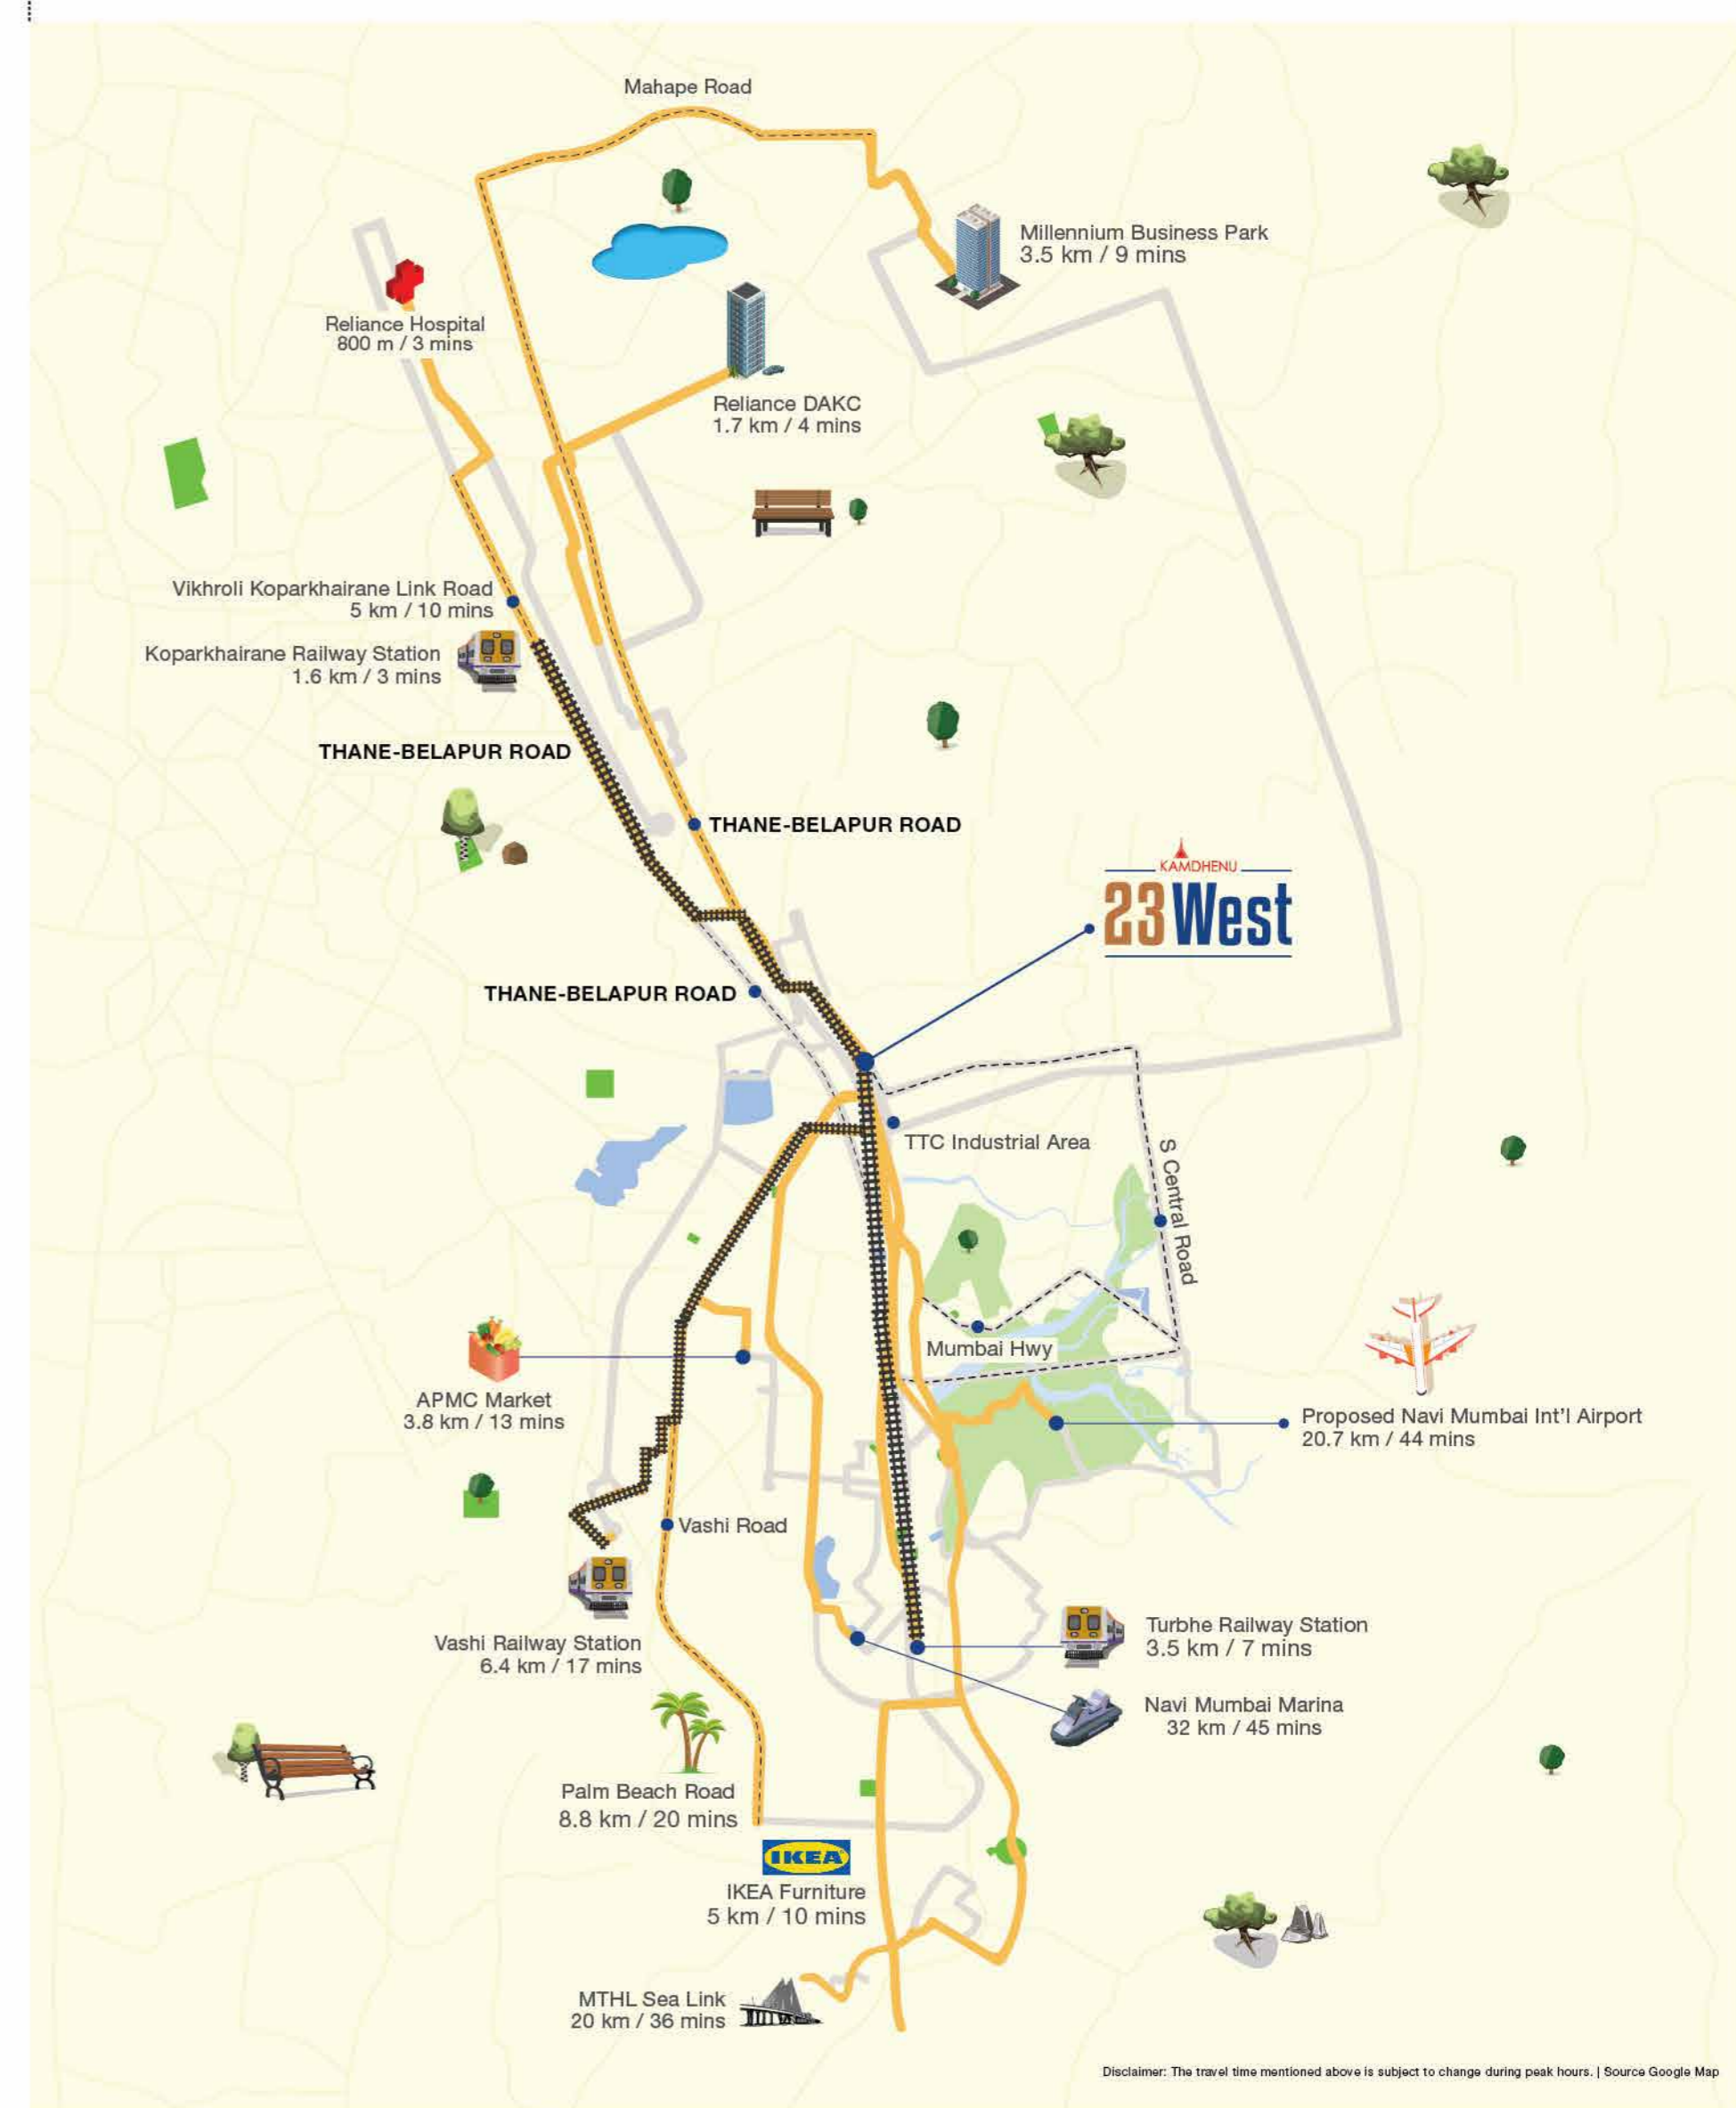 Mahape Road
Millennium Business Park
3.5 km / 9 mins
Reliance Hospital
800 m / 3 mins
Reliance DAKC
1.7 km / 4 mins
Vikhroli Koparkhairane Link Road
5 km / 10 mins
Koparkhairane Railway Station
1.6 km / 3 mins
THANE-BELAPUR ROAD
THANE-BELAPUR ROAD
KAMDHENU
23West
THANE-BELAPUR ROAD
TTC Industrial Area
S Central Road
Mumbai Hwy
APMC Market
3.8 km / 13 mins
Proposed Navi Mumbai Int'l Airport
20.7 km / 44 mins
Vashi Road
Vashi Railway Station
6.4 km / 17 mins
Turbhe Railway Station
3.5 km / 7 mins
Navi Mumbai Marina
32 km / 45 mins
Palm Beach Road
8.8 km / 20 mins
IKEA
IKEA Furniture
5 km / 10 mins
MTHL Sea Link
20 km / 36 mins
Disclaimer: The travel time mentioned above is subject to change during peak hours. | Source Google Map